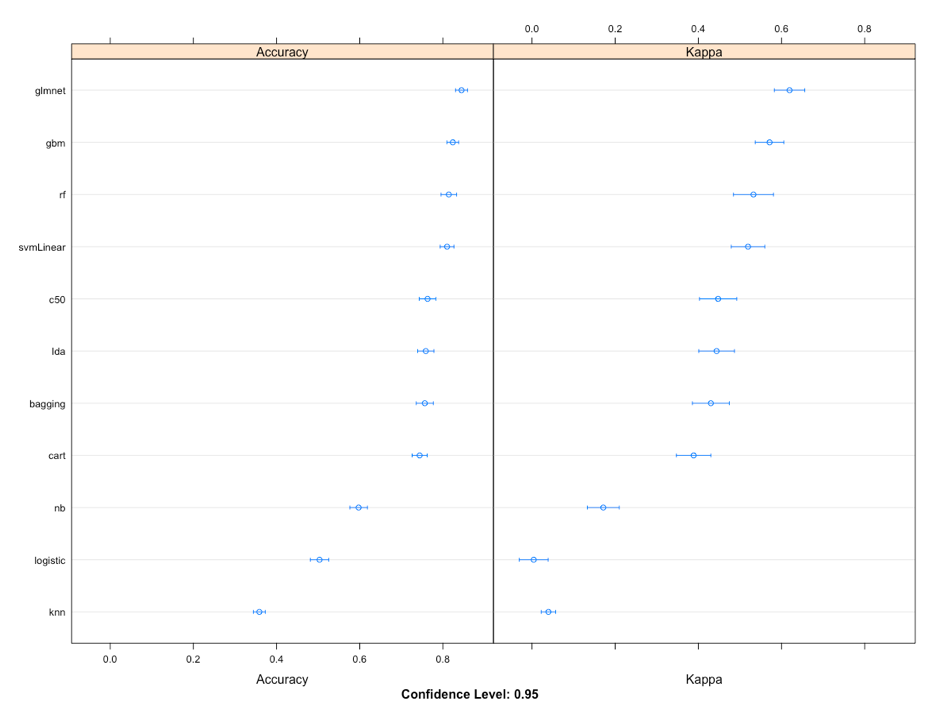 0.0 0.2 0.4 0.6 0.8
Accuracy Kappa
glmnet
gbm
rf
svmLinear
c50
lda
bagging
cart
nb
logistic
knn
0.0 0.2 0.4 0.6 0.8
Accuracy Kappa
Confidence Level: 0.95